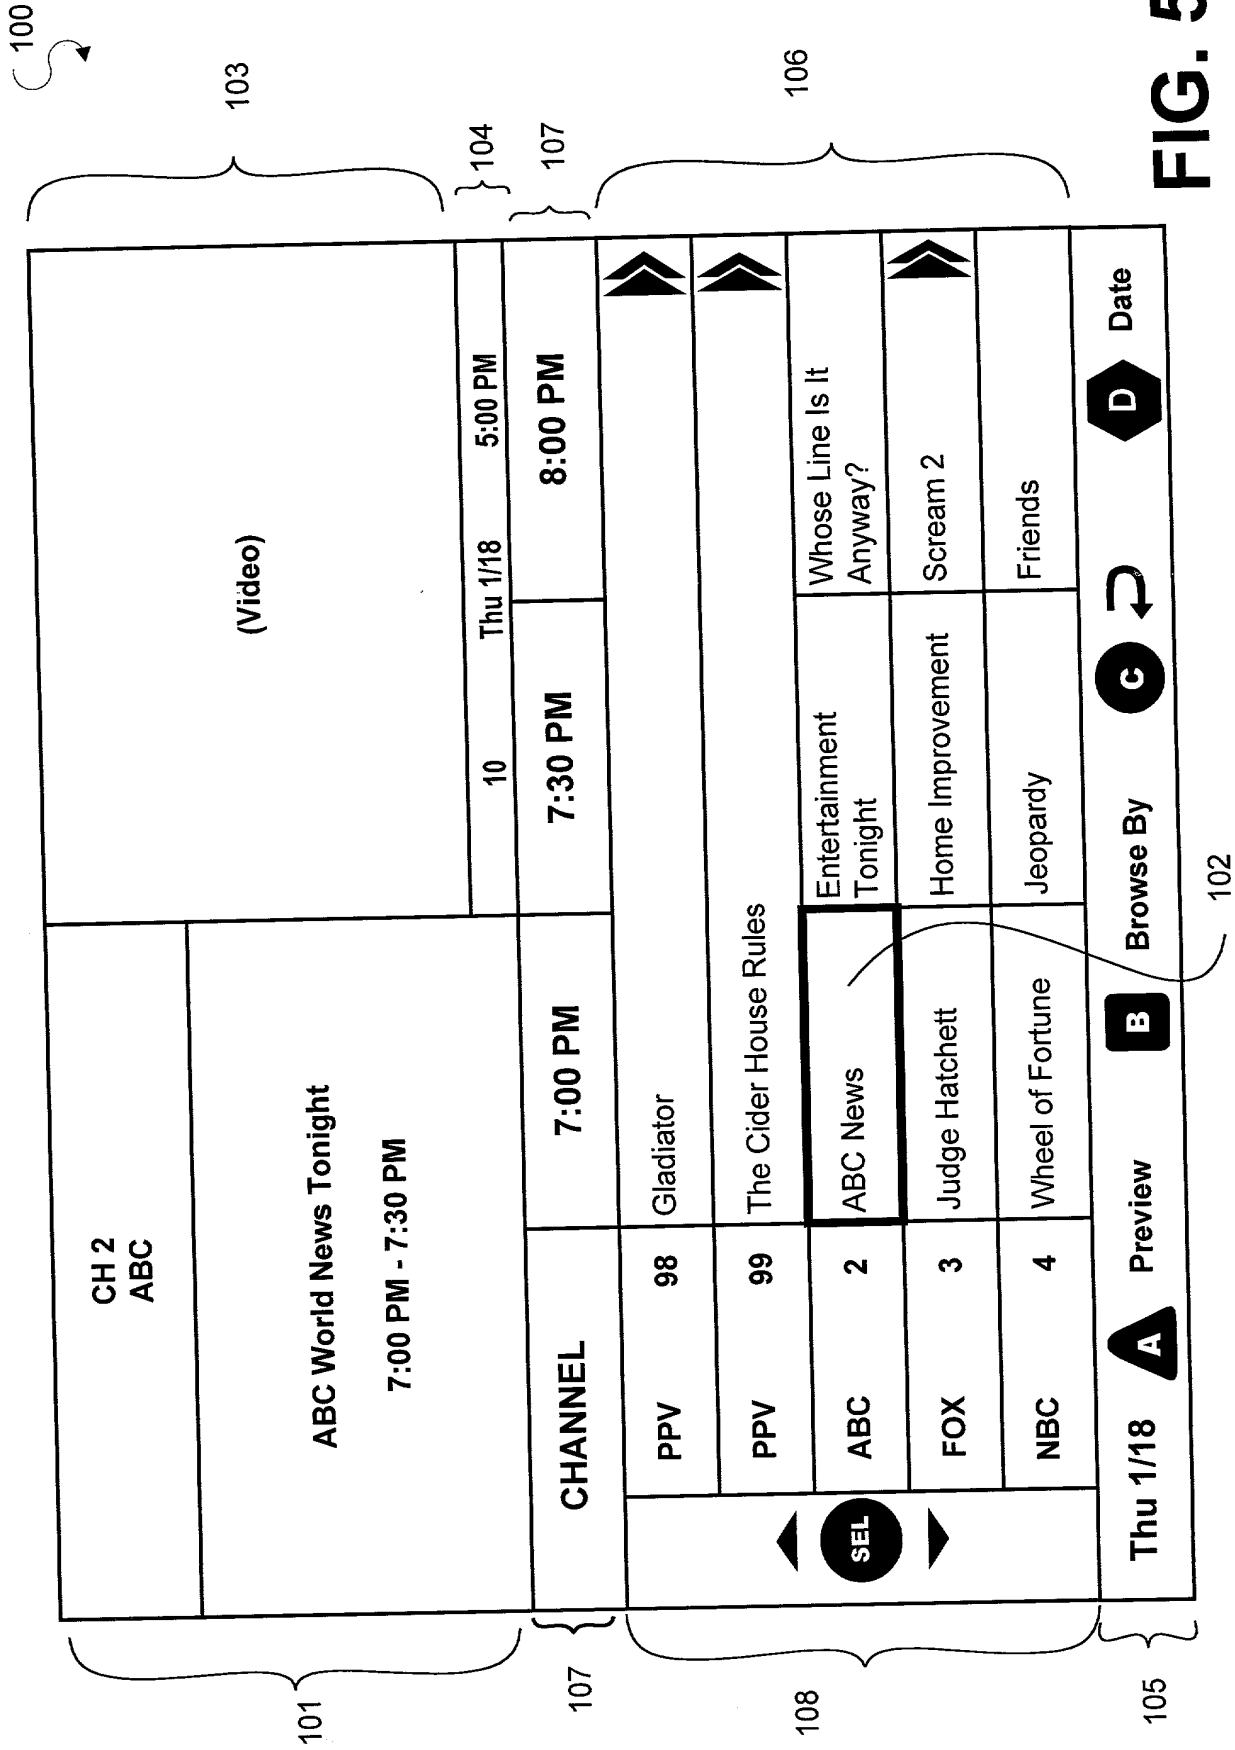 100
CH 2
ABC
(Video)
103
101
ABC World News Tonight
7:00 PM - 7:30 PM
10 Thu 1/18 5:00 PM
104
107
CHANNEL 7:00 PM 7:30 PM 8:00 PM
107
PPV 98 Gladiator
PPV 99 The Cider House Rules
106
108
SEL
ABC 2 ABC News
Entertainment
Tonight
Whose Line Is It
Anyway?
FOX 3 Judge Hatchett Home Improvement Scream 2
NBC 4 Wheel of Fortune Jeopardy Friends
105
Thu 1/18 A Preview B Browse By C D Date
102
FIG. 5